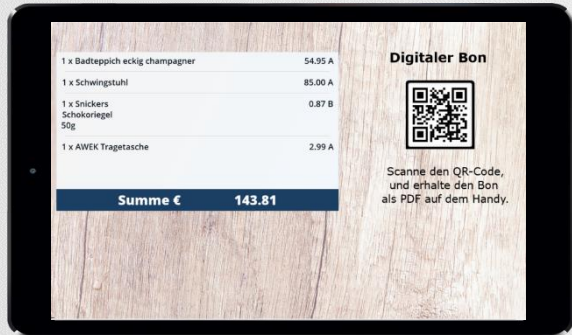 1 x Badteppich eckig champagner 54.95 A
1 x Schwingstuhl 85.00 A
1 x Snickers 0.87 B
Schokoriegel
50g
1 x AWEK Tragetasche 2.99 A
Summe € 143.81
Digitaler Bon
Scanne den QR-Code,
und erhalte den Bon
als PDF auf dem Handy.